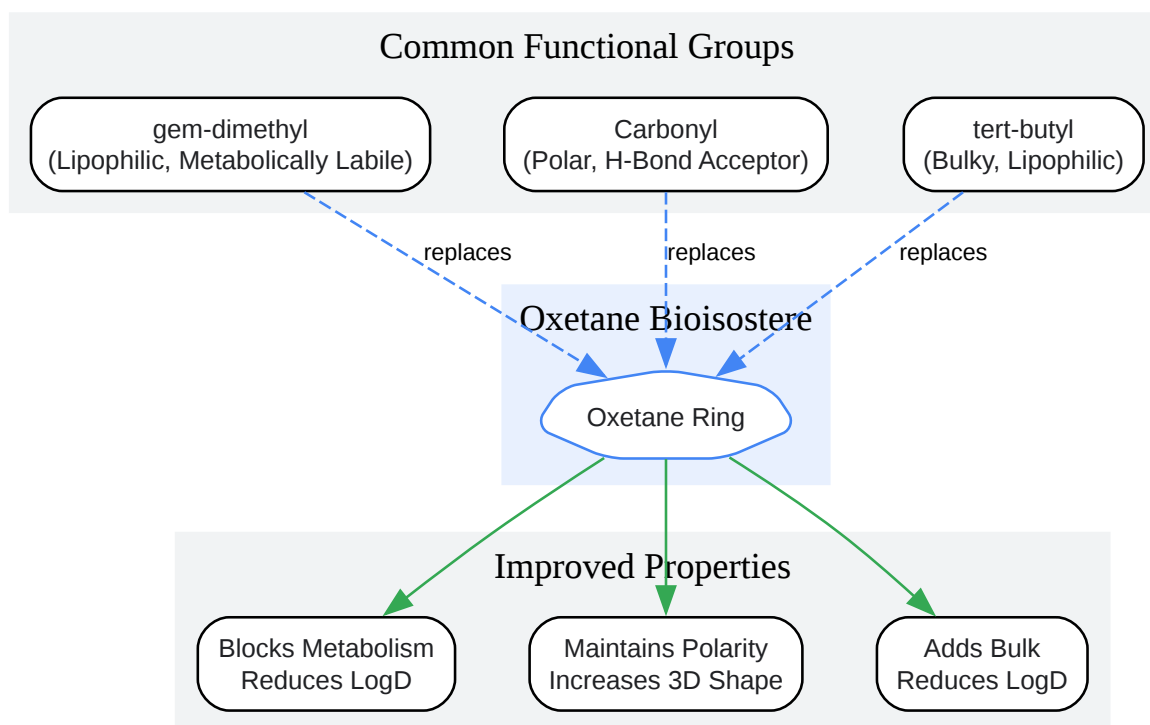 Common Functional Groups
gem-dimethyl
(Lipophilic, Metabolically Labile)
Carbonyl
(Polar, H-Bond Acceptor)
tert-butyl
(Bulky, Lipophilic)
replaces
replaces
replaces
Oxetane Bioisostere
Oxetane Ring
Improved Properties
Blocks Metabolism
Reduces LogD
Maintains Polarity
Increases 3D Shape
Adds Bulk
Reduces LogD